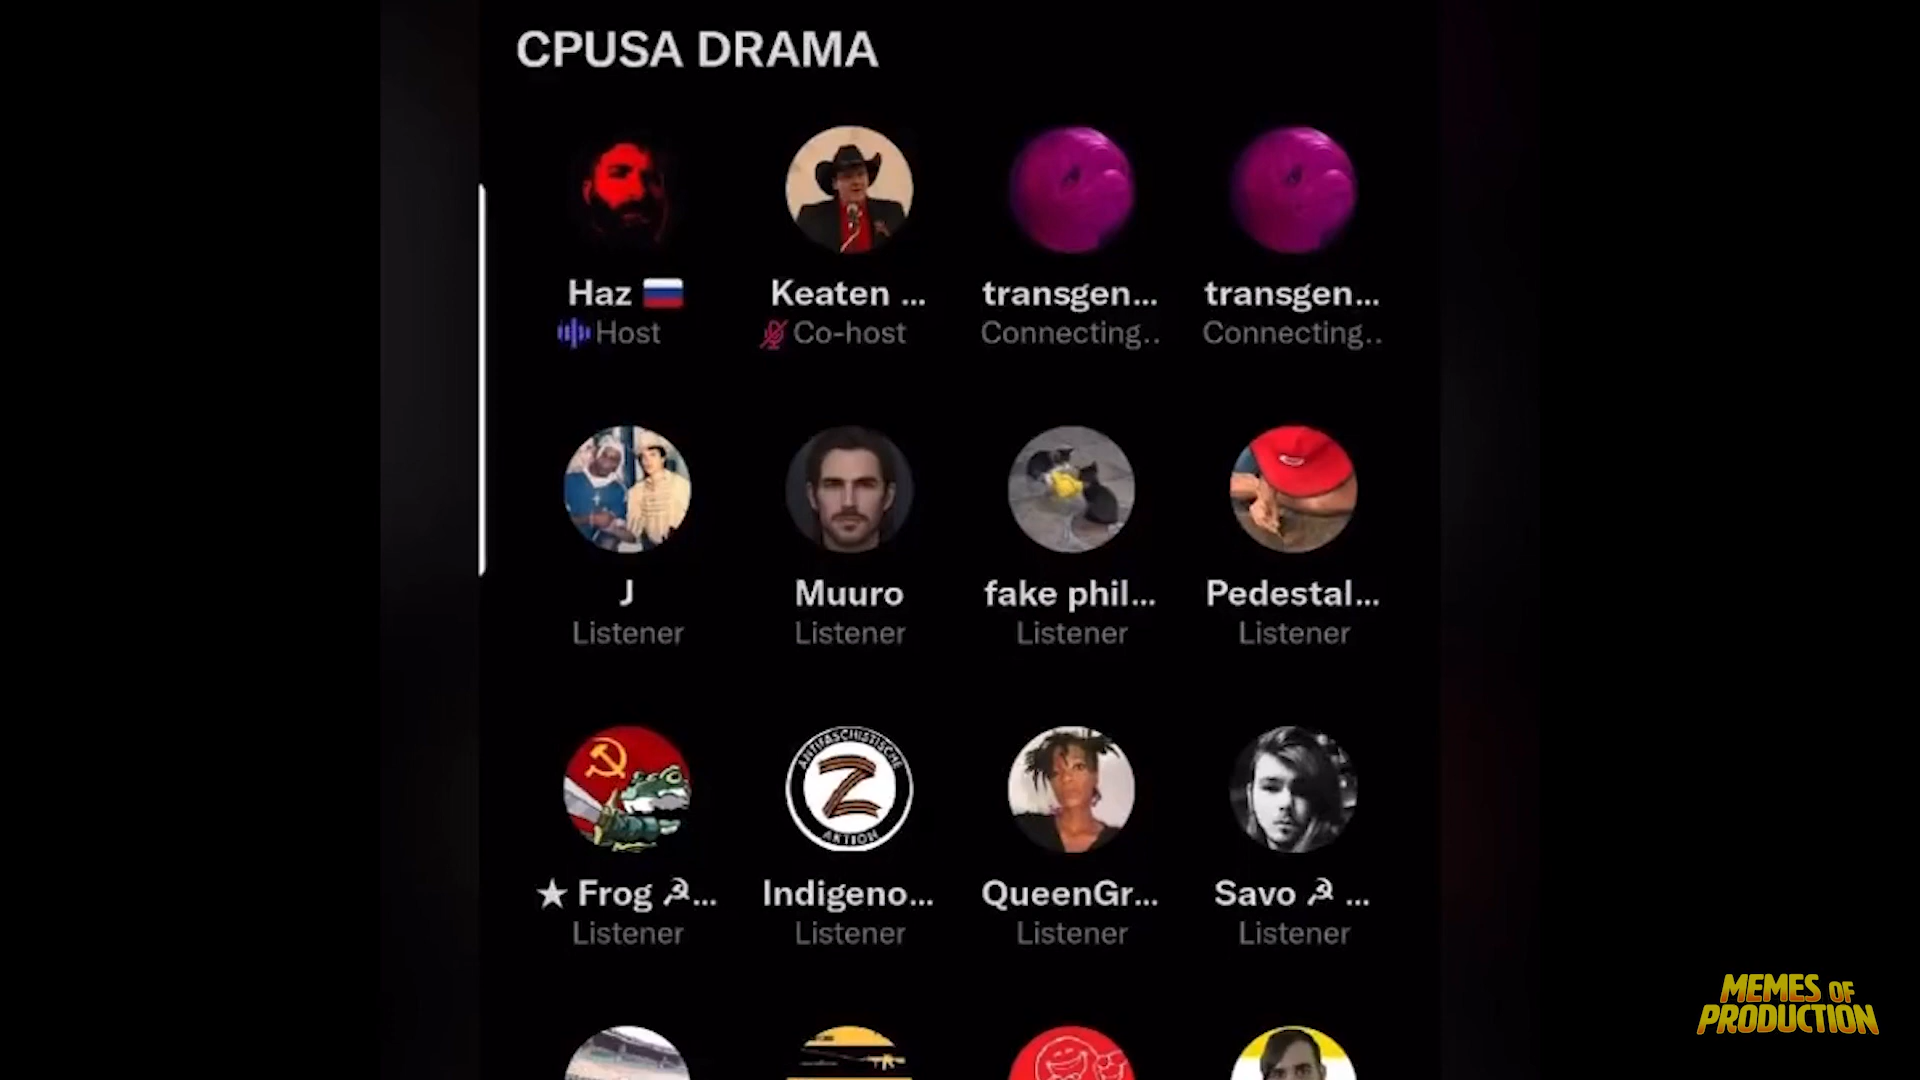 CPUSA DRAMA
Haz
Host
Keaten ...
Co-host
transgen...
Connecting..
transgen...
Connecting..
J
Listener
Muuro
Listener
fake phil...
Listener
Pedestal...
Listener
★ Frog ☭...
Listener
ANTIFASCHISTISCHE
Z
AKTION
Indigeno...
Listener
QueenGr...
Listener
Savo ☭ ...
Listener
MEMES OF
PRODUCTION